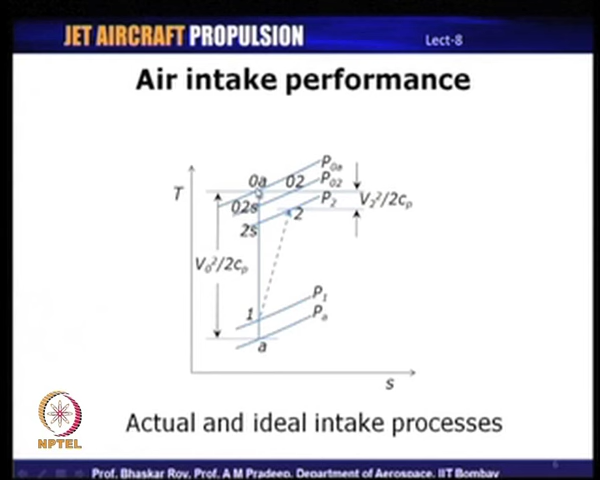 JET AIRCRAFT PROPULSION
Lect-8
Air intake performance
T
0a 02
P0a
P02
P2
02s
2
2s
V2²/2cp
V0²/2cp
1
P1
Pa
a
s
NPTEL
Actual and ideal intake processes
Prof. Bhaskar Roy, Prof. A M Pradeep, Department of Aerospace, IIT Bombay
6